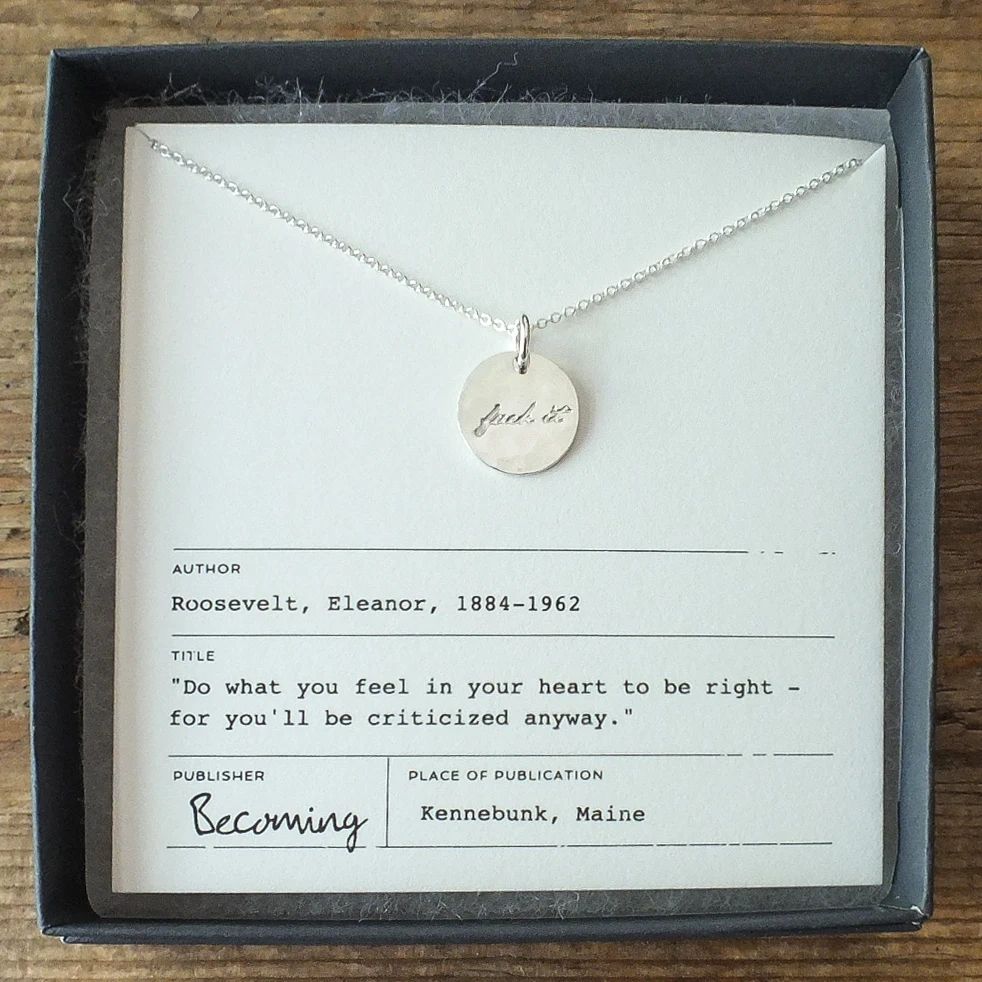 fuck it.
AUTHOR
Roosevelt, Eleanor, 1884-1962
TITLE
"Do what you feel in your heart to be right -
for you'll be criticized anyway."
PUBLISHER
Becoming
PLACE OF PUBLICATION
Kennebunk, Maine